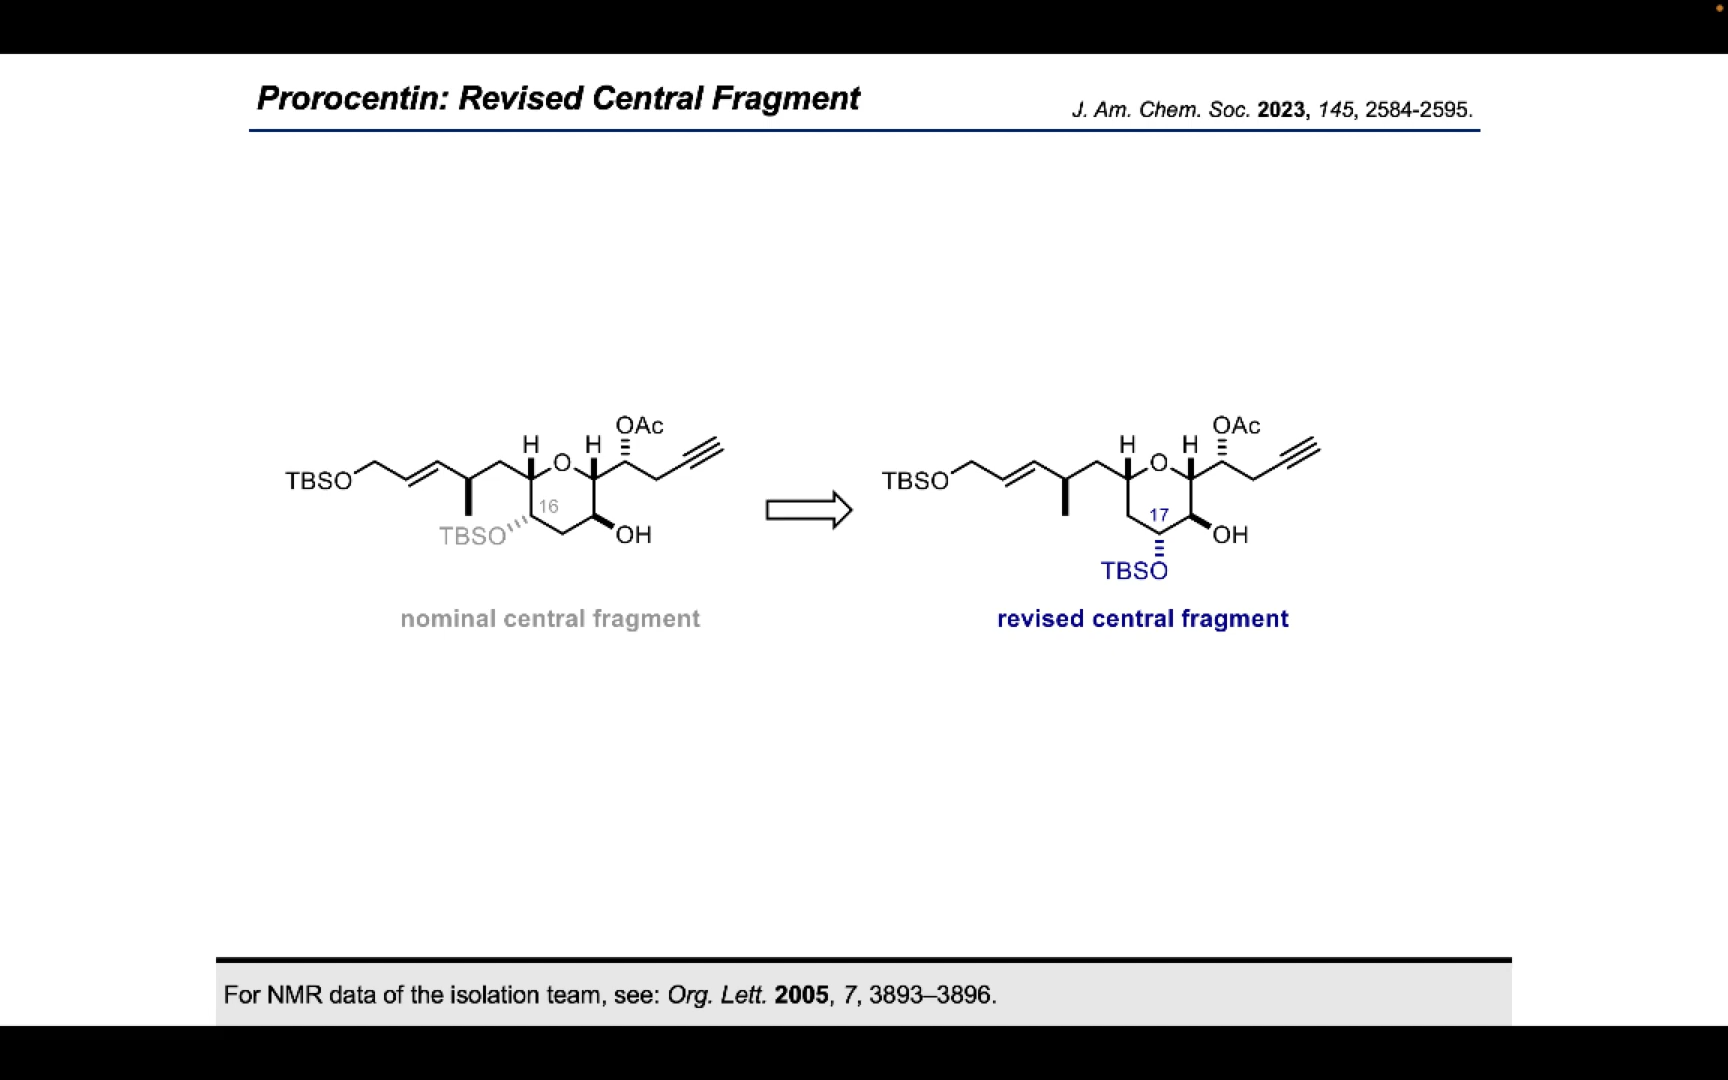 Prorocentin: Revised Central Fragment
J. Am. Chem. Soc. 2023, 145, 2584-2595.
OAc
H
H
O
TBSO
16
TBSO
OH
nominal central fragment
OAc
H
H
O
TBSO
17
OH
TBSO
revised central fragment
For NMR data of the isolation team, see: Org. Lett. 2005, 7, 3893–3896.